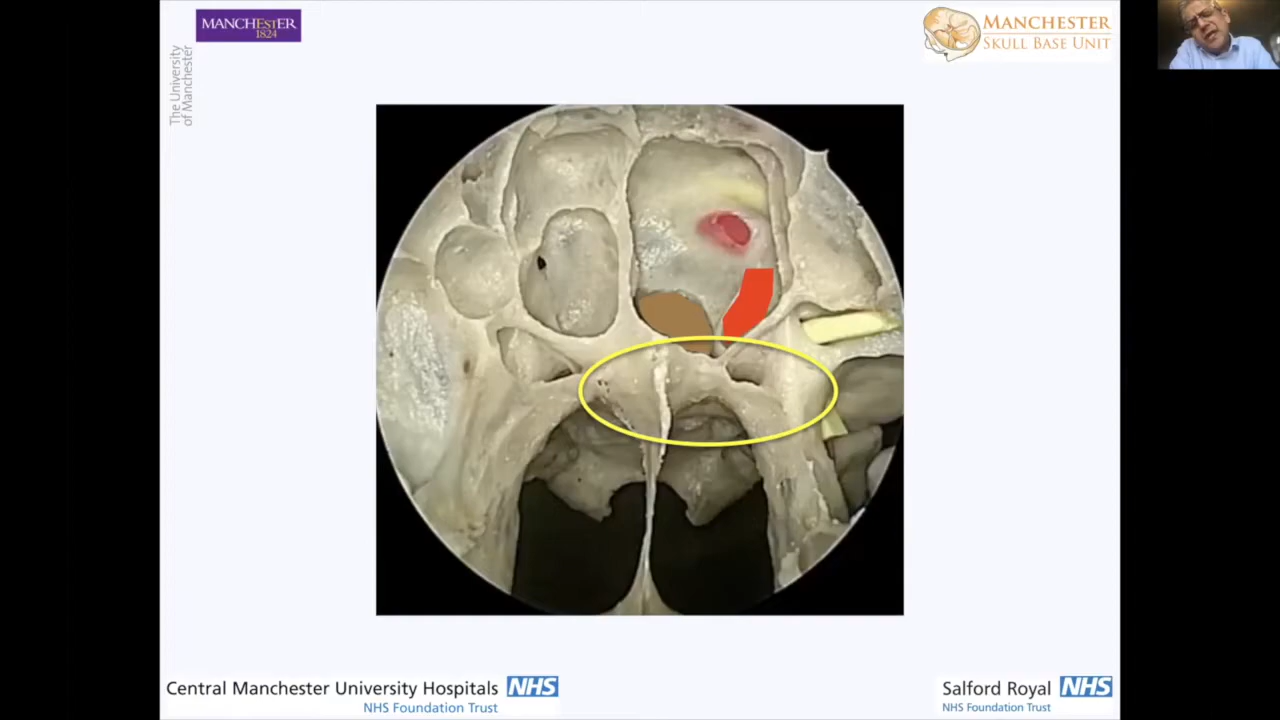 MANCHESTER
1824
The University
of Manchester
MANCHESTER
SKULL BASE UNIT
Central Manchester University Hospitals NHS
NHS Foundation Trust
Salford Royal NHS
NHS Foundation Trust